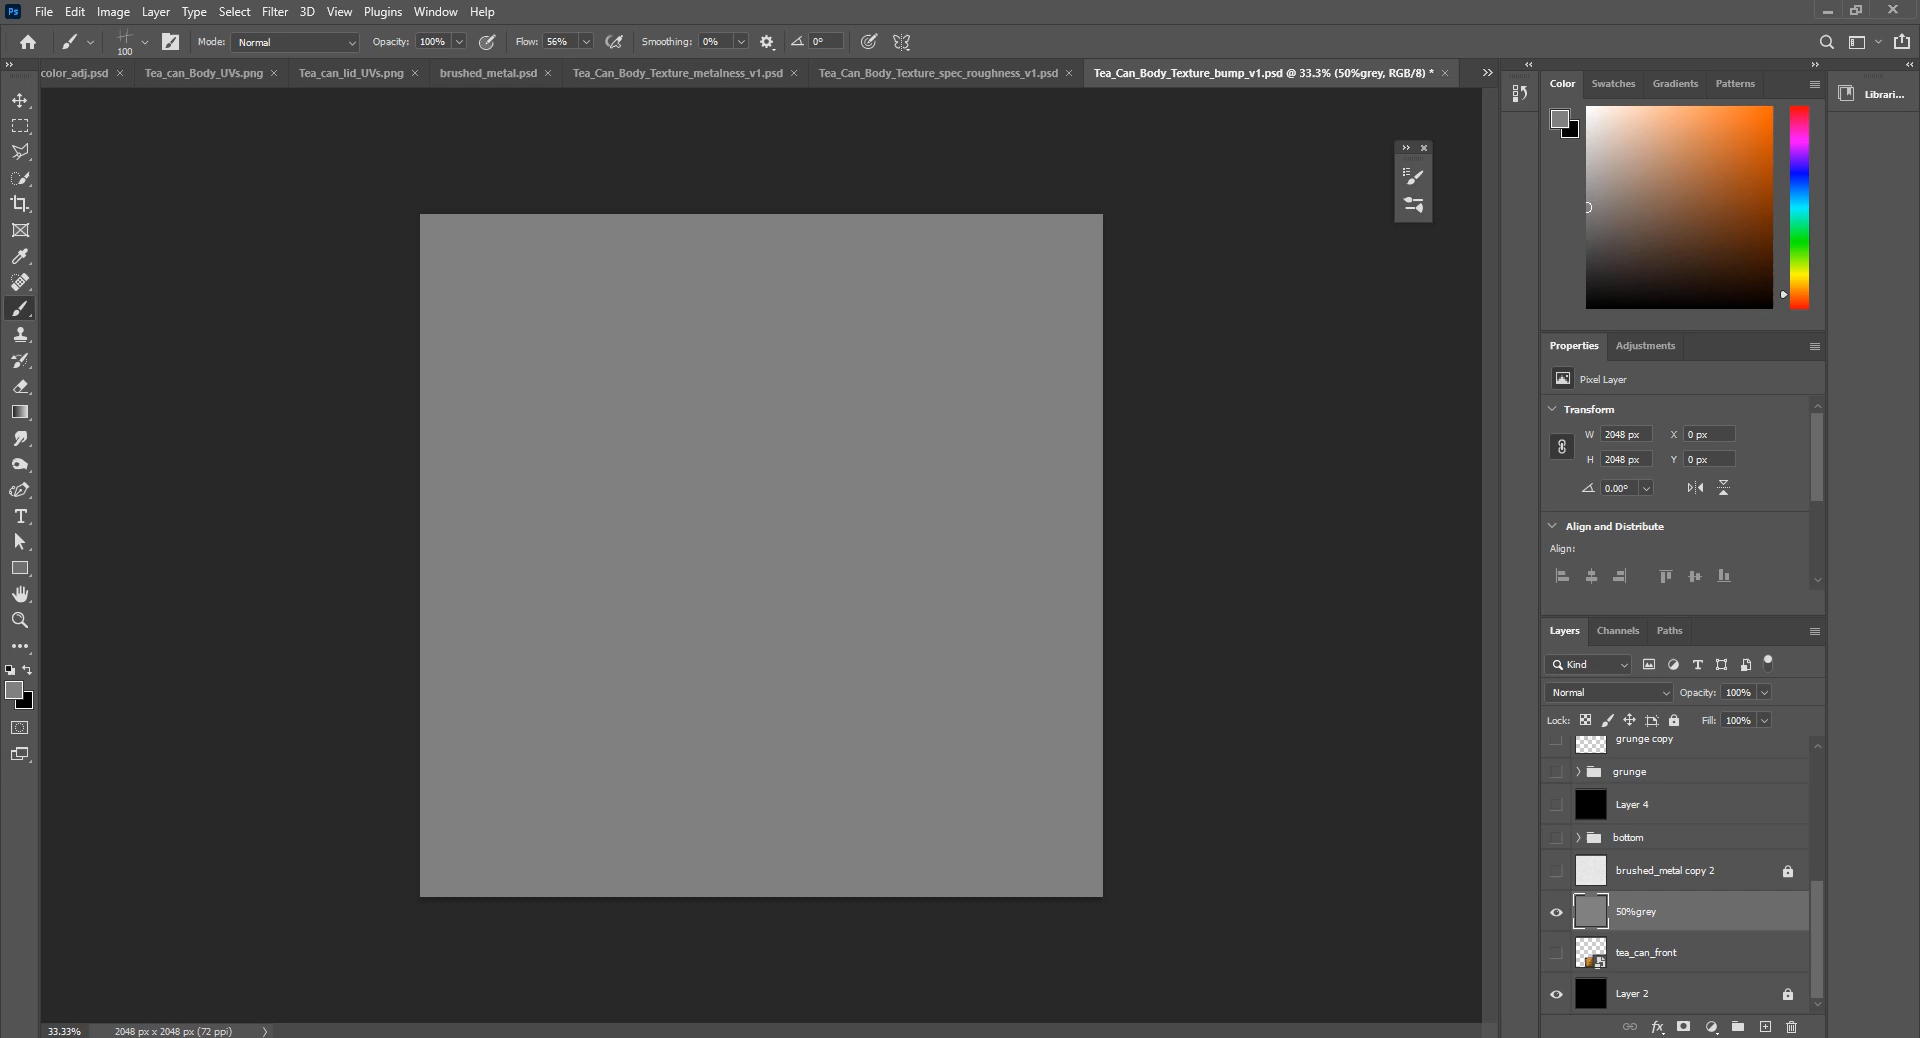 Ps File Edit Image Layer Type Select Filter 3D View Plugins Window Help
100 Mode: Normal Opacity: 100% Flow: 56% Smoothing: 0% 0°
color_adj.psd Tea_can_Body_UVs.png Tea_can_lid_UVs.png brushed_metal.psd Tea_Can_Body_Texture_metalness_v1.psd Tea_Can_Body_Texture_spec_roughness_v1.psd Tea_Can_Body_Texture_bump_v1.psd @ 33.3% (50%grey, RGB/8) *
Color Swatches Gradients Patterns
Librari...
Properties Adjustments
Pixel Layer
Transform
W 2048 px X 0 px
H 2048 px Y 0 px
0.00°
Align and Distribute
Align:
Layers Channels Paths
Kind
Normal Opacity: 100%
Lock: Fill: 100%
grunge copy
grunge
Layer 4
bottom
brushed_metal copy 2
50%grey
tea_can_front
Layer 2
33.33% 2048 px x 2048 px (72 ppi)